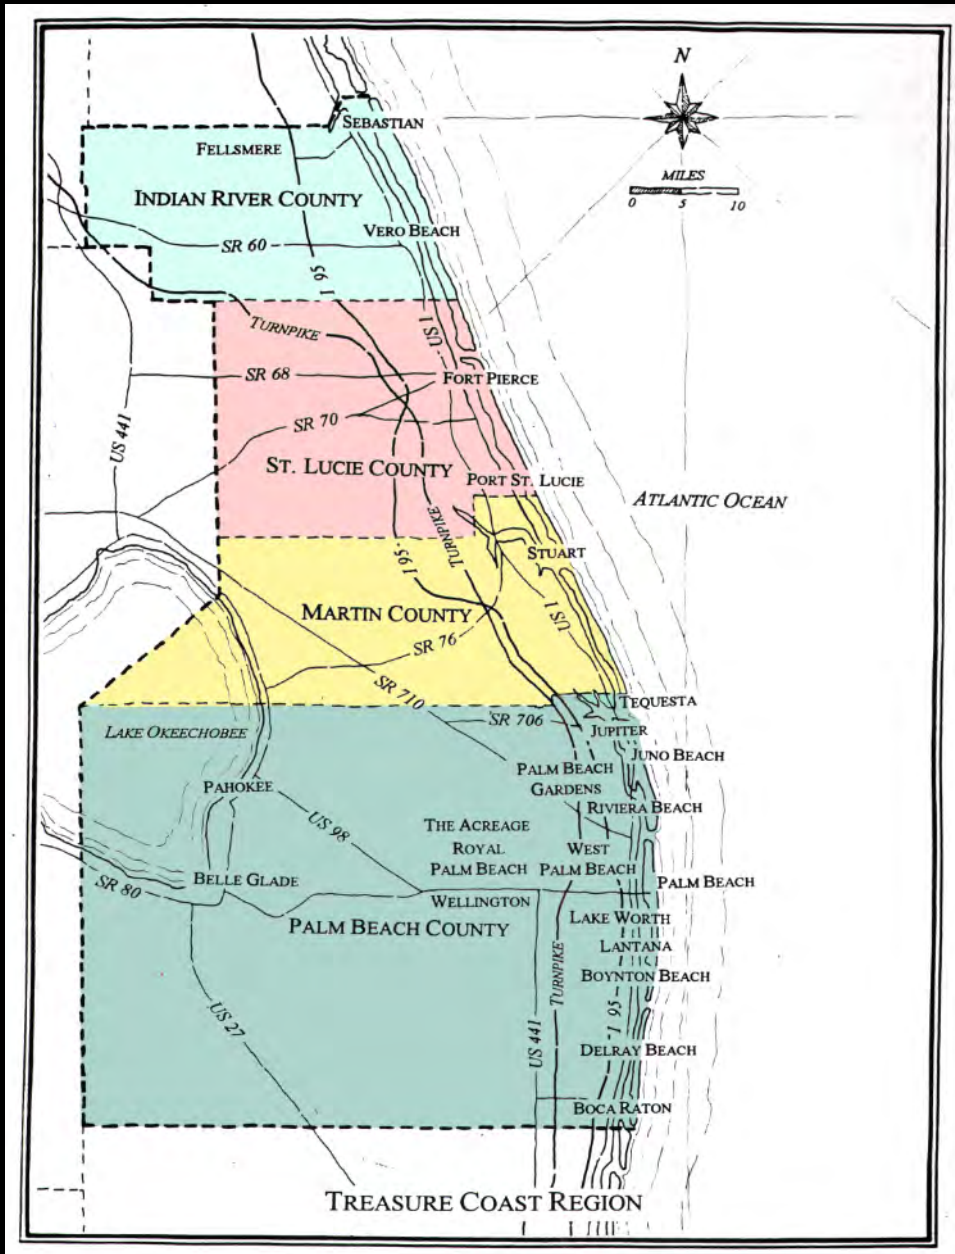 N
SEBASTIAN
FELLSMERE
MILES
0 5 10
INDIAN RIVER COUNTY
VERO BEACH
SR 60
I 95
TURNPIKE
US 1
SR 68
FORT PIERCE
US 441
SR 70
ST. LUCIE COUNTY
PORT ST. LUCIE
ATLANTIC OCEAN
TURNPIKE
I 95
STUART
MARTIN COUNTY
US 1
SR 76
SR 710
TEQUESTA
SR 706
JUPITER
LAKE OKEECHOBEE
JUNO BEACH
PALM BEACH
GARDENS
PAHOKEE
RIVIERA BEACH
US 98
THE ACREAGE
ROYAL
PALM BEACH
WEST
PALM BEACH
BELLE GLADE
SR 80
PALM BEACH
WELLINGTON
LAKE WORTH
PALM BEACH COUNTY
LANTANA
TURNPIKE
BOYNTON BEACH
I 95
US 27
US 441
DELRAY BEACH
BOCA RATON
TREASURE COAST REGION